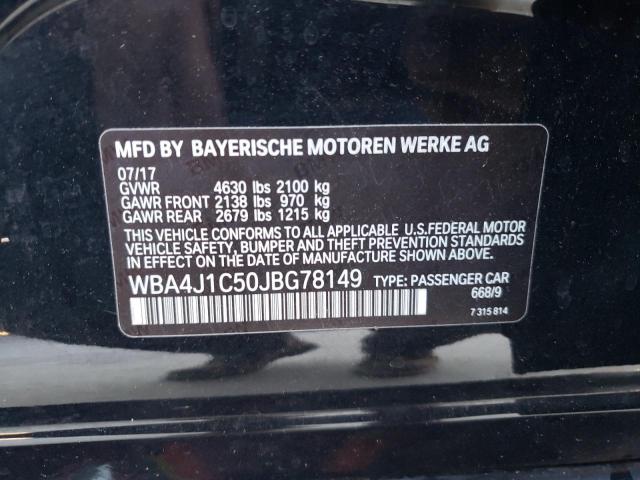 MFD BY BAYERISCHE MOTOREN WERKE AG
07/17
GVWR 4630 lbs 2100 kg
GAWR FRONT 2138 lbs 970 kg
GAWR REAR 2679 lbs 1215 kg
THIS VEHICLE CONFORMS TO ALL APPLICABLE U.S.FEDERAL MOTOR
VEHICLE SAFETY, BUMPER AND THEFT PREVENTION STANDARDS
IN EFFECT ON THE DATE OF MANUFACTURE SHOWN ABOVE.
WBA4J1C50JBG78149 TYPE: PASSENGER CAR
668/9
7 315 814